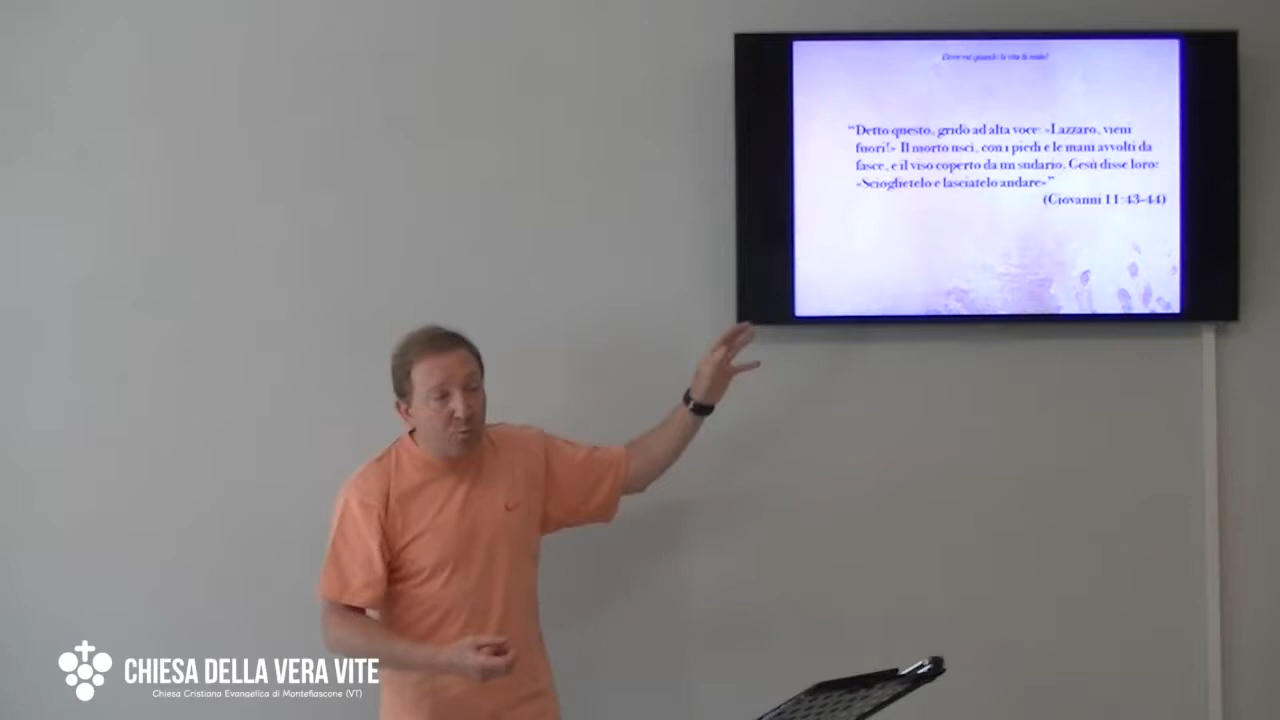 “Detto questo, gridò ad alta voce: «Lazzaro, vieni
fuori!» Il morto uscì, con i piedi e le mani avvolti da
fasce, e il viso coperto da un sudario. Gesù disse loro:
«Scioglietelo e lasciatelo andare»”
(Giovanni 11:43-44)
CHIESA DELLA VERA VITE
Chiesa Cristiana Evangelica di Montefiascone (VT)